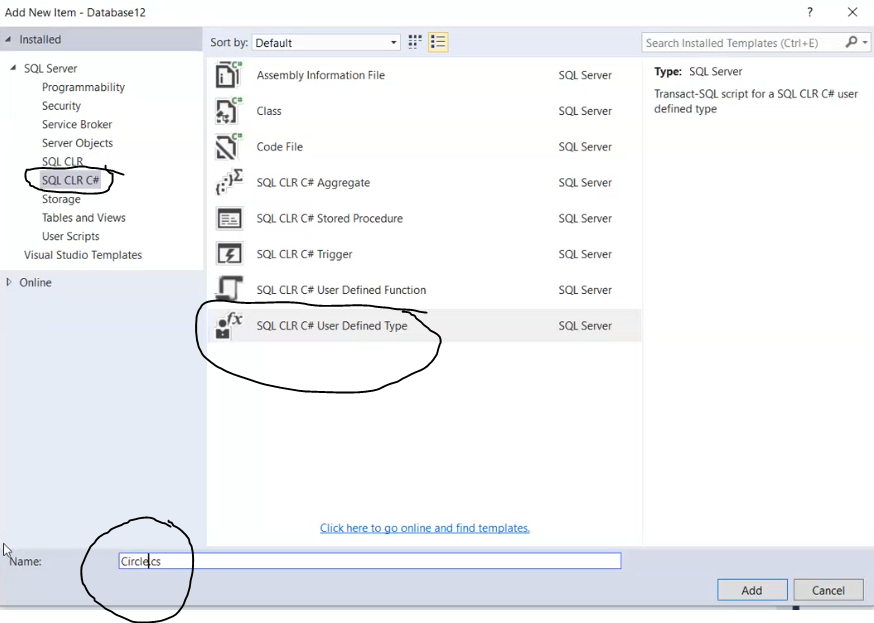 Add New Item - Database12
?
Installed
Sort by: Default
Search Installed Templates (Ctrl+E)
SQL Server
Programmability
Security
Service Broker
Server Objects
SQL CLR
SQL CLR C#
Storage
Tables and Views
User Scripts
Visual Studio Templates
Online
Assembly Information File SQL Server
Class SQL Server
Code File SQL Server
SQL CLR C# Aggregate SQL Server
SQL CLR C# Stored Procedure SQL Server
SQL CLR C# Trigger SQL Server
SQL CLR C# User Defined Function SQL Server
SQL CLR C# User Defined Type SQL Server
Click here to go online and find templates.
Type: SQL Server
Transact-SQL script for a SQL CLR C# user
defined type
Name: Circle.cs
Add Cancel